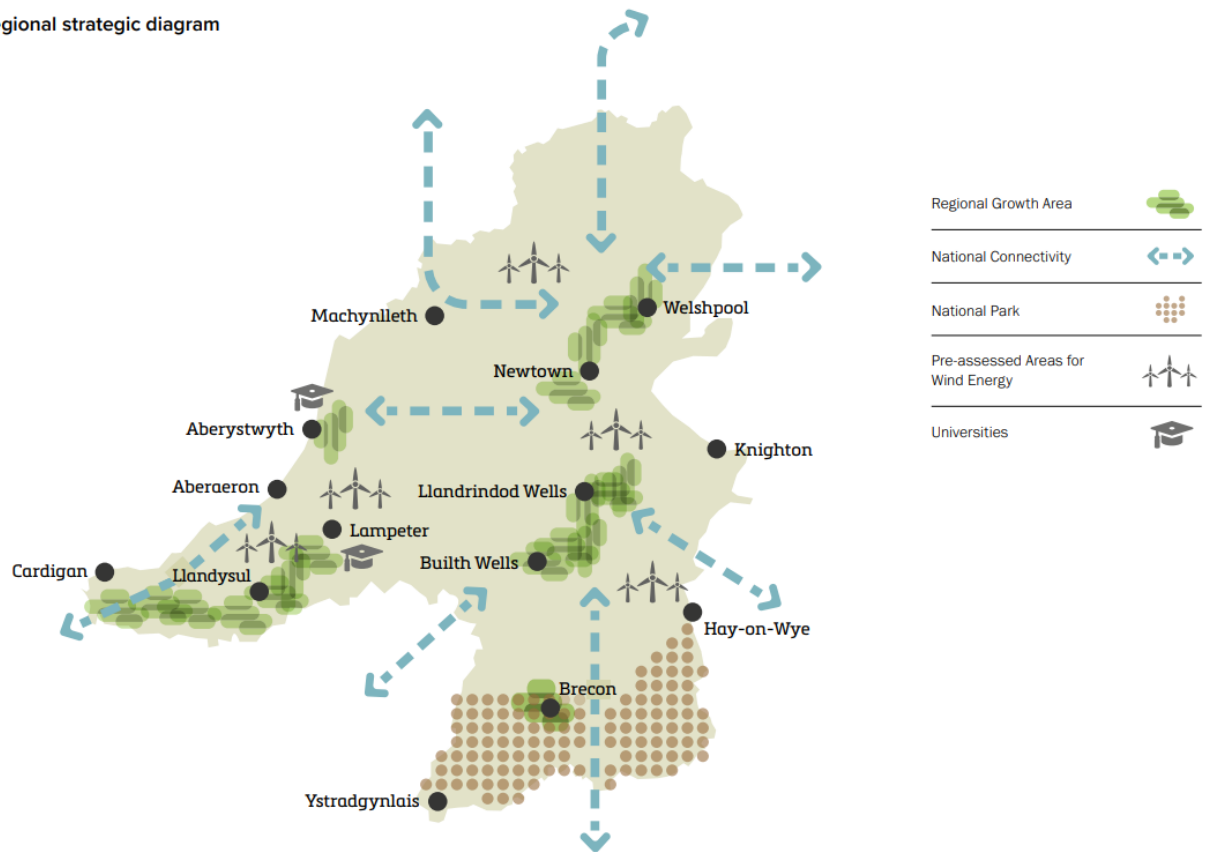 egional strategic diagram
Machynlleth
Welshpool
Newtown
Aberystwyth
Knighton
Aberaeron
Llandrindod Wells
Lampeter
Cardigan
Llandysul
Builth Wells
Hay-on-Wye
Brecon
Ystradgynlais
Regional Growth Area
National Connectivity
National Park
Pre-assessed Areas for
Wind Energy
Universities